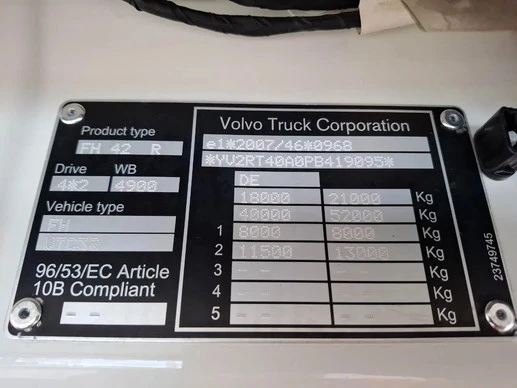 Product type
FH 42 R
Drive WB
4*2 4900
Vehicle type
FH
96/53/EC Article
10B Compliant
-- --
Volvo Truck Corporation
e1*2007/46*0968
*YV2RT40A0PB419095*
DE
18000 21000 Kg
40000 52000 Kg
1 8000 8000 Kg
2 11500 13000 Kg
3 -- -- Kg
4 -- -- Kg
5 -- -- Kg
23749745